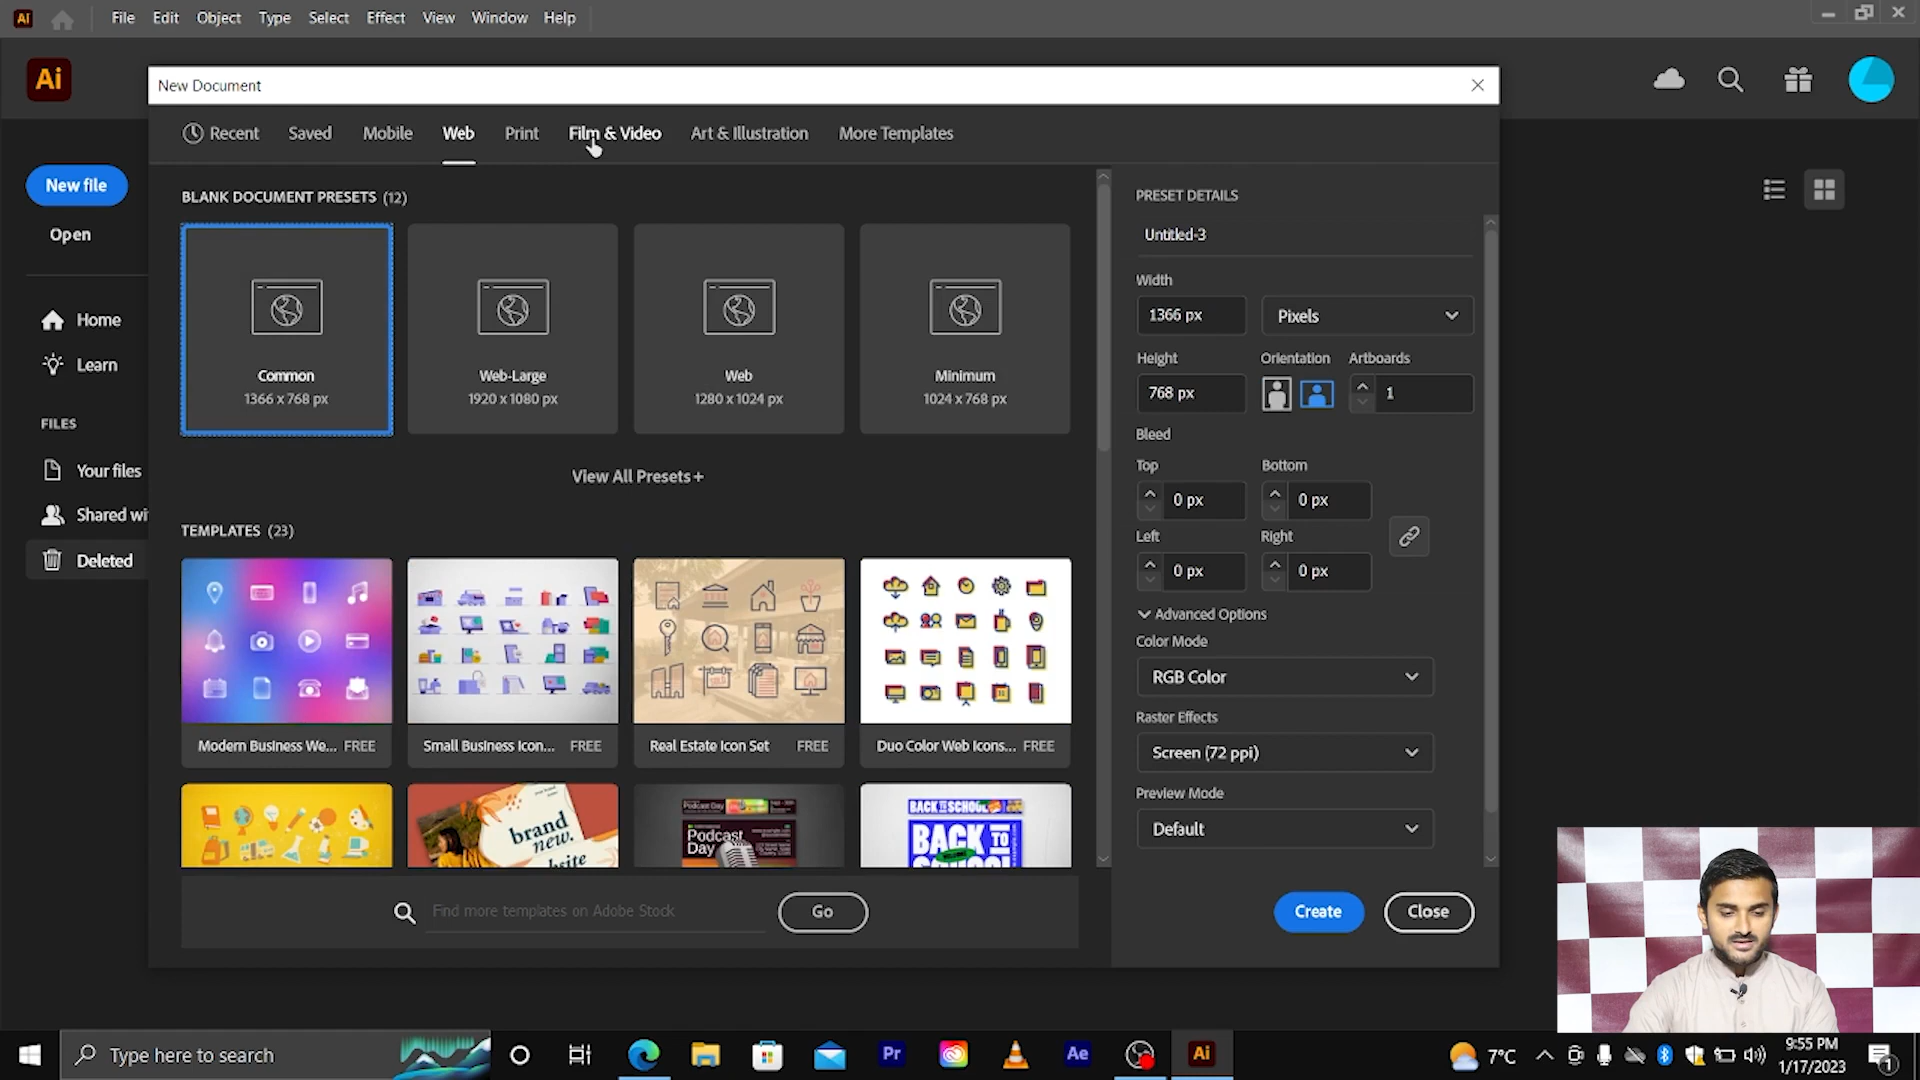 Ai File Edit Object Type Select Effect View Window Help
Ai
New Document
Recent Saved Mobile Web Print Film & Video Art & Illustration More Templates
New file
Open
Home
Learn
FILES
Your files
Shared wi
Deleted
BLANK DOCUMENT PRESETS (12)
Common
1366 x 768 px
Web-Large
1920 x 1080 px
Web
1280 x 1024 px
Minimum
1024 x 768 px
View All Presets+
TEMPLATES (23)
Modern Business We... FREE
Small Business Icon... FREE
Real Estate Icon Set FREE
Duo Color Web Icons... FREE
brand
new.
Podcast Day
Podcast
Day
BACK TO SCHOOL
BACK
TO
Find more templates on Adobe Stock
Go
PRESET DETAILS
Untitled-3
Width
1366 px Pixels
Height Orientation Artboards
768 px 1
Bleed
Top Bottom
0 px 0 px
Left Right
0 px 0 px
Advanced Options
Color Mode
RGB Color
Raster Effects
Screen (72 ppi)
Preview Mode
Default
Create Close
Type here to search
Pr Ae Ai
7°C
9:55 PM
1/17/2023
1